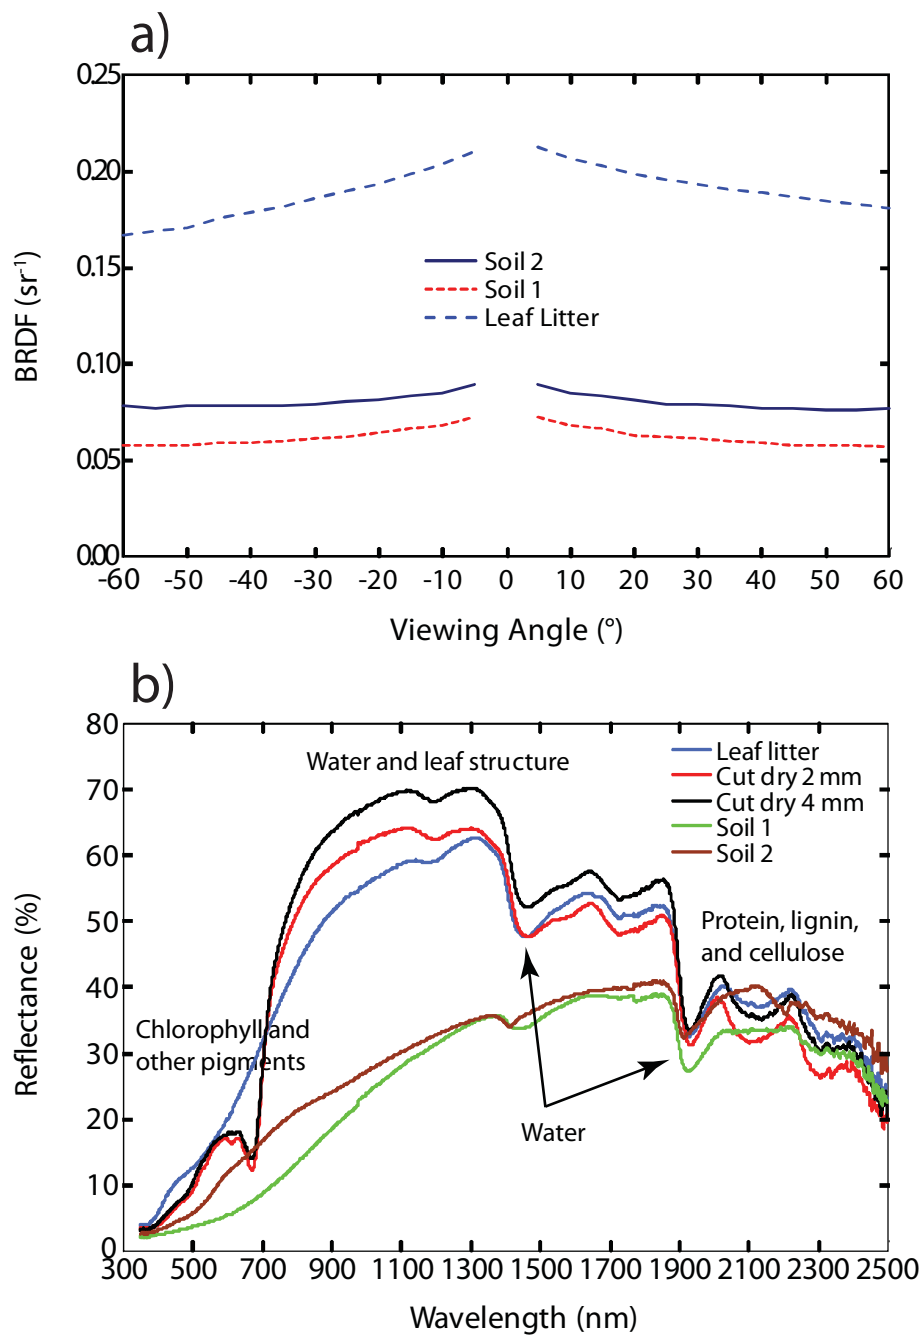 a)
0.25
0.20
0.15
0.10
0.05
0.00
BRDF (sr-1)
Soil 2
Soil 1
Leaf Litter
-60 -50 -40 -30 -20 -10 0 10 20 30 40 50 60
Viewing Angle (°)
b)
80
70
60
50
40
30
20
10
0
Reflectance (%)
Water and leaf structure
Leaf litter
Cut dry 2 mm
Cut dry 4 mm
Soil 1
Soil 2
Protein, lignin,
and cellulose
Chlorophyll and
other pigments
Water
300 500 700 900 1100 1300 1500 1700 1900 2100 2300 2500
Wavelength (nm)